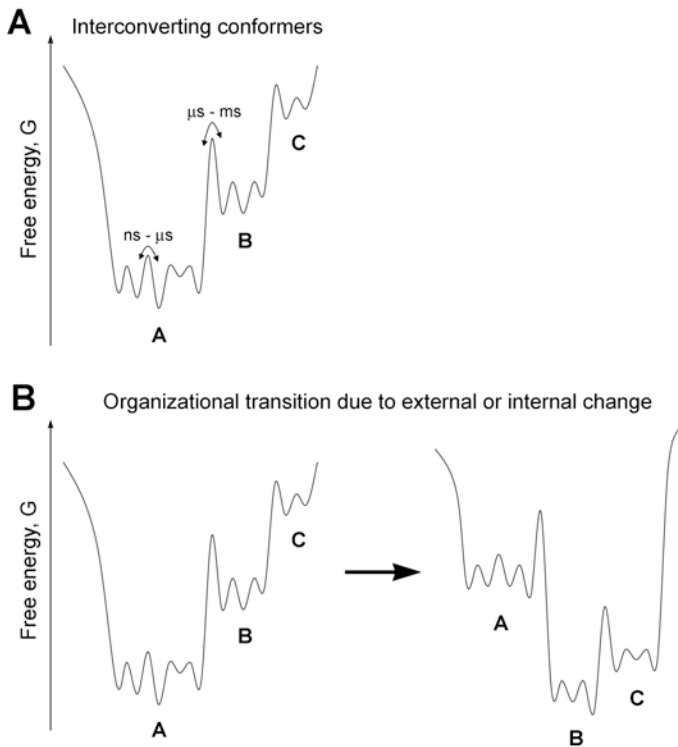 A
Interconverting conformers
Free energy, G
μs - ms
C
ns - μs
B
A
B
Organizational transition due to external or internal change
Free energy, G
C
B
A
A
C
B